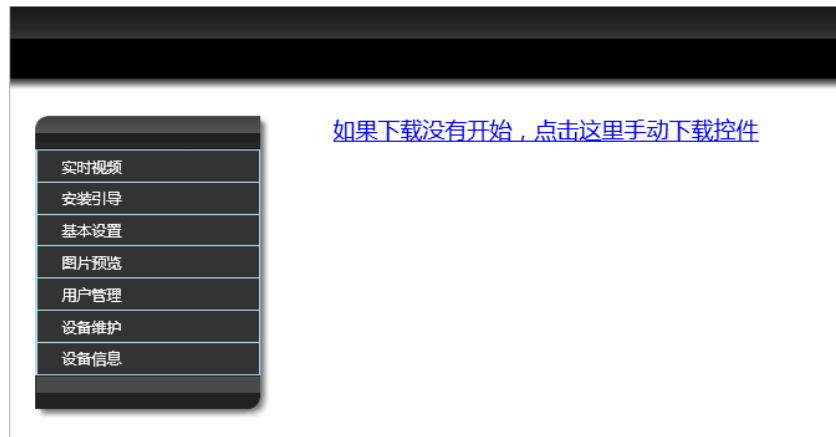 如果下载没有开始，点击这里手动下载控件
实时视频
安装引导
基本设置
图片预览
用户管理
设备维护
设备信息